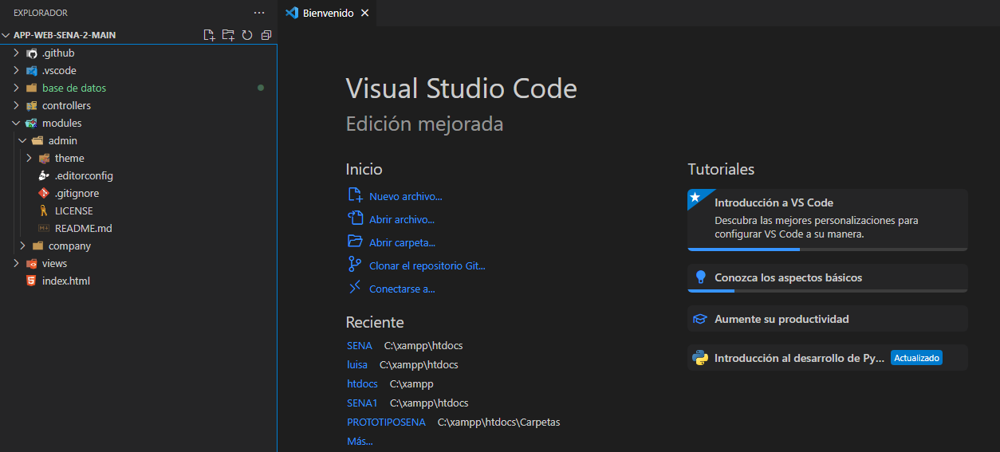 EXPLORADOR
APP-WEB-SENA-2-MAIN
.github
.vscode
base de datos
controllers
modules
admin
theme
.editorconfig
.gitignore
LICENSE
README.md
company
views
index.html
Bienvenido
Visual Studio Code
Edición mejorada
Inicio
Nuevo archivo...
Abrir archivo...
Abrir carpeta...
Clonar el repositorio Git...
Conectarse a...
Reciente
SENA C:\xampp\htdocs
luisa C:\xampp\htdocs
htdocs C:\xampp
SENA1 C:\xampp\htdocs
PROTOTIPOSENA C:\xampp\htdocs\Carpetas
Más...
Tutoriales
Introducción a VS Code
Descubra las mejores personalizaciones para
configurar VS Code a su manera.
Conozca los aspectos básicos
Aumente su productividad
Introducción al desarrollo de Py... Actualizado